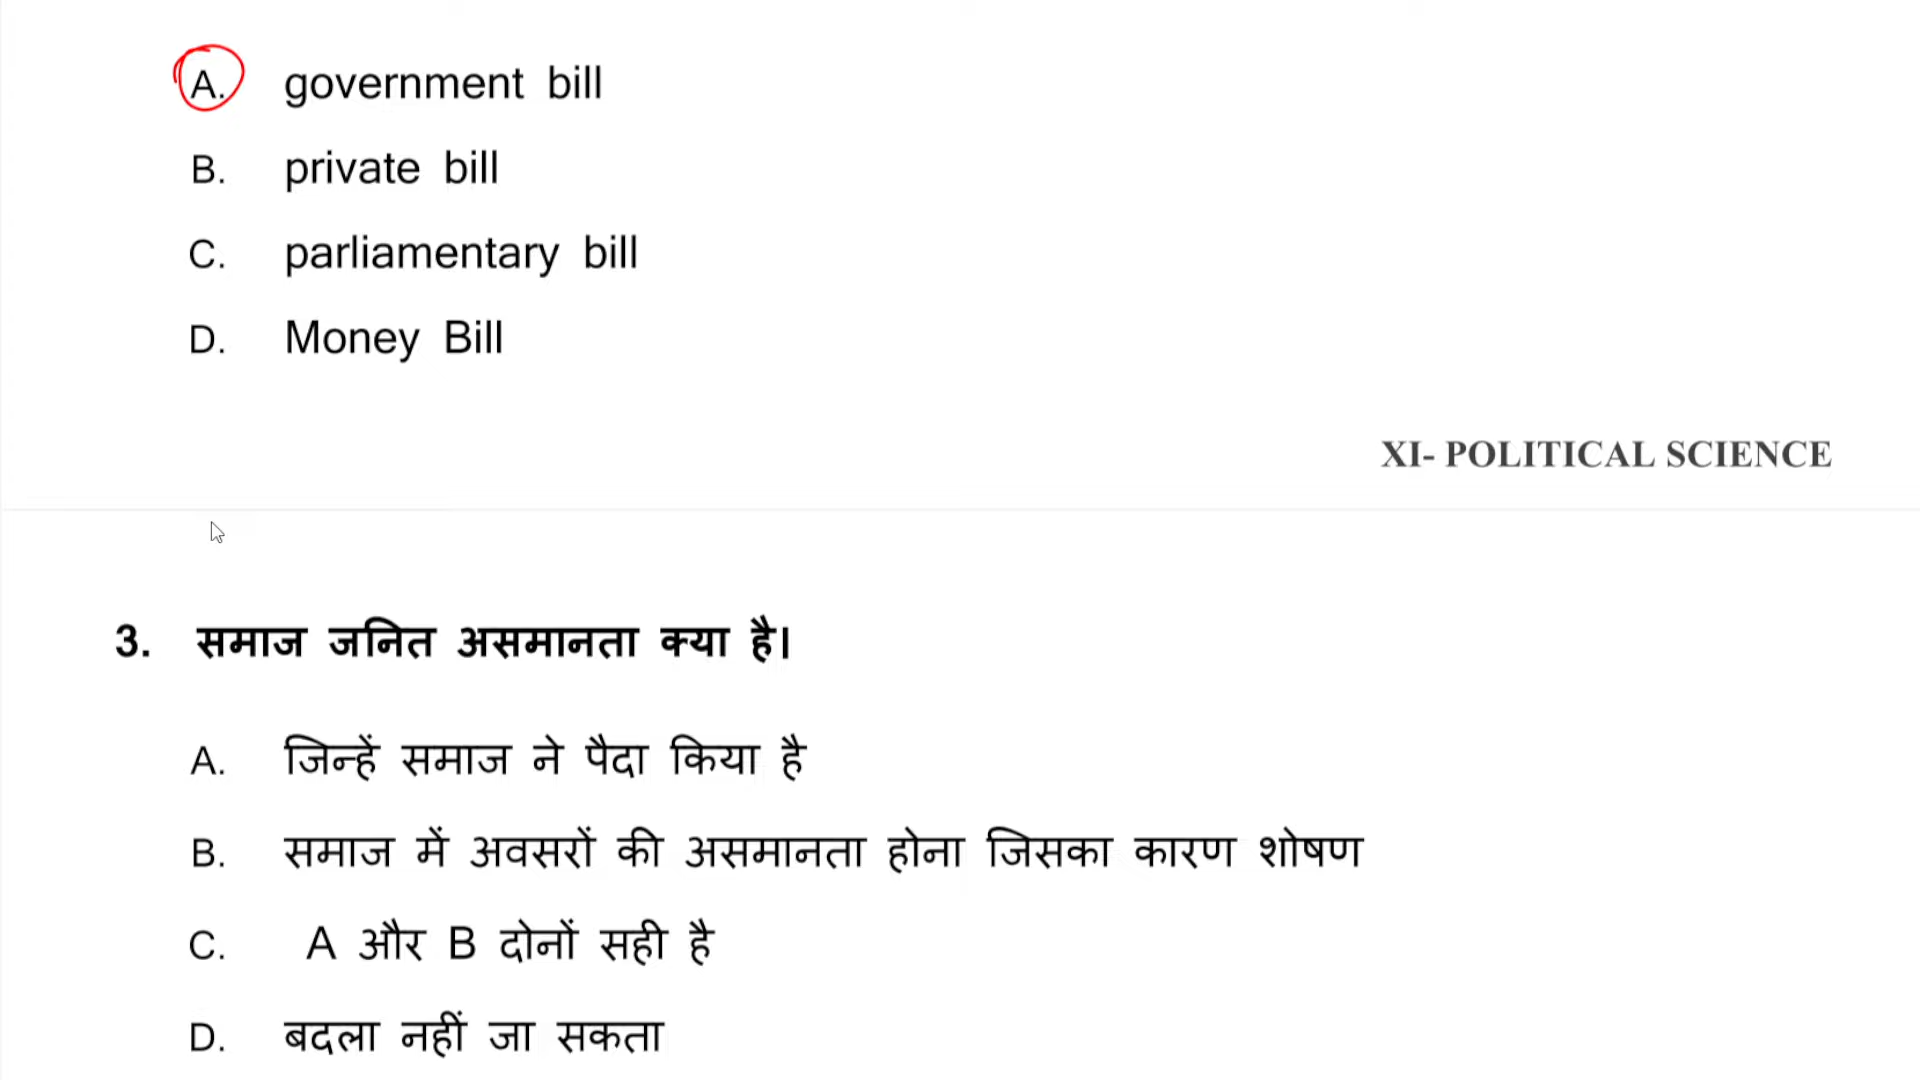 A. government bill
B. private bill
C. parliamentary bill
D. Money Bill
XI- POLITICAL SCIENCE
3. समाज जनित असमानता क्या है।
A. जिन्हें समाज ने पैदा किया है
B. समाज में अवसरों की असमानता होना जिसका कारण शोषण
C. A और B दोनों सही है
D. बदला नहीं जा सकता